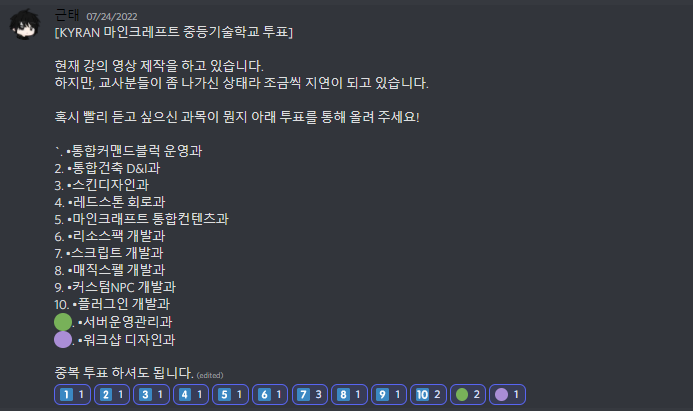 근태 07/24/2022
[KYRAN 마인크레프트 중등기술학교 투표]
현재 강의 영상 제작을 하고 있습니다.
하지만, 교사분들이 좀 나가신 상태라 조금씩 지연이 되고 있습니다.
혹시 빨리 듣고 싶으신 과목이 뭔지 아래 투표를 통해 올려 주세요!
`. •통합커맨드블럭 운영과
2. •통합건축 D&I과
3. •스킨디자인과
4. •레드스톤 회로과
5. •마인크래프트 통합컨텐츠과
6. •리소스팩 개발과
7. •스크립트 개발과
8. •매직스펠 개발과
9. •커스텀NPC 개발과
10. •플러그인 개발과
🟢. •서버운영관리과
🟣. •워크샵 디자인과
중복 투표 하셔도 됩니다. (edited)
1 1 2 1 3 1 4 1 5 1 6 1 7 3 8 1 9 1 10 2 🟢 2 🟣 1